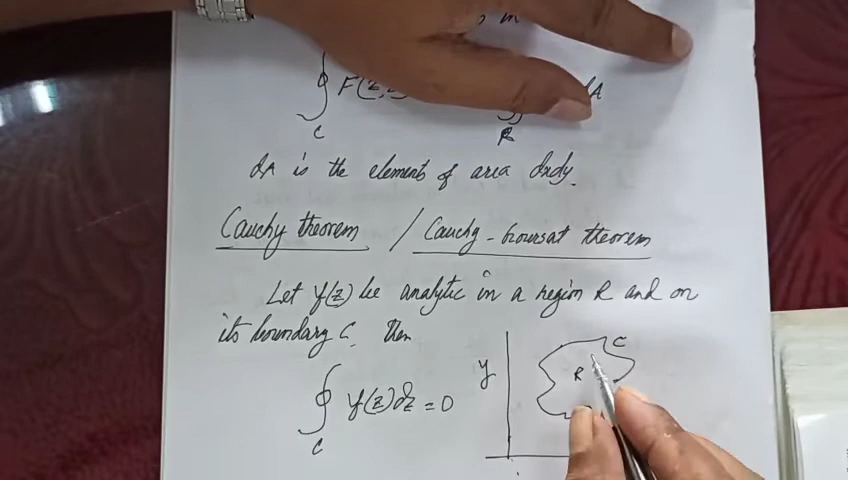 ∮ F(z,
C R dA
dA is the element of area dxdy.
Cauchy theorem / Cauchy - Goursat theorem
Let f(z) be analytic in a region R and on
its boundary C. Then
∮ f(z)dz = 0
C
y
C
R